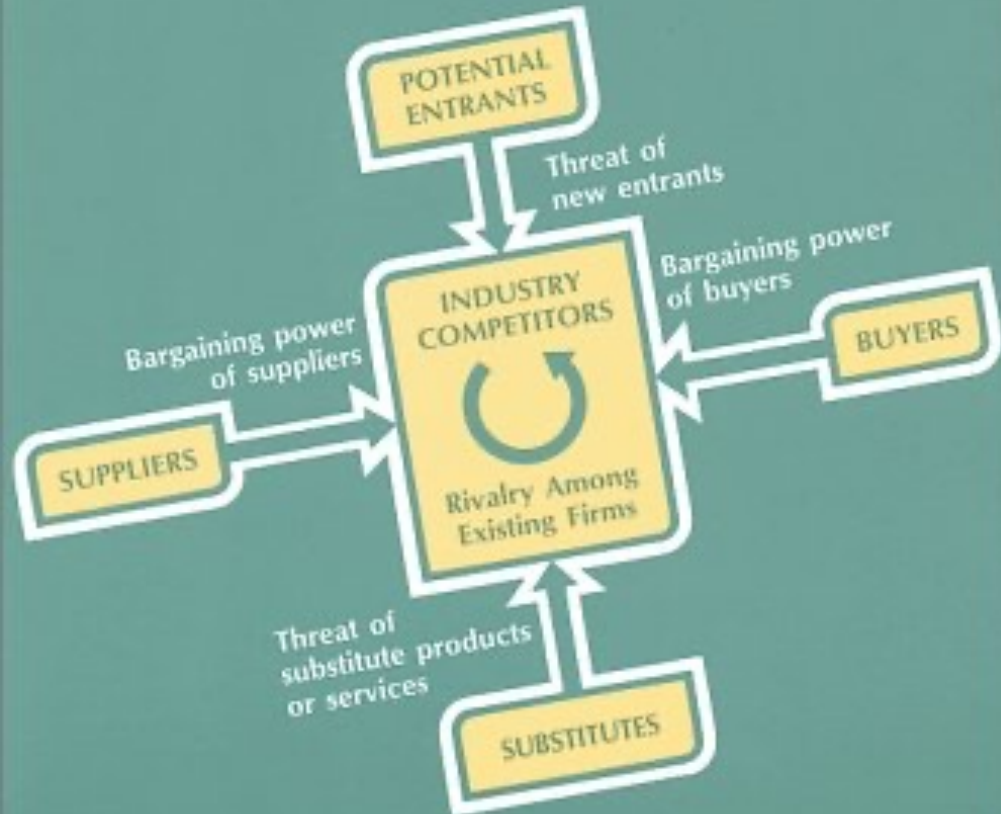 POTENTIAL
ENTRANTS
Threat of
new entrants
INDUSTRY
COMPETITORS
Bargaining power
of buyers
BUYERS
Bargaining power
of suppliers
SUPPLIERS
Rivalry Among
Existing Firms
Threat of
substitute products
or services
SUBSTITUTES